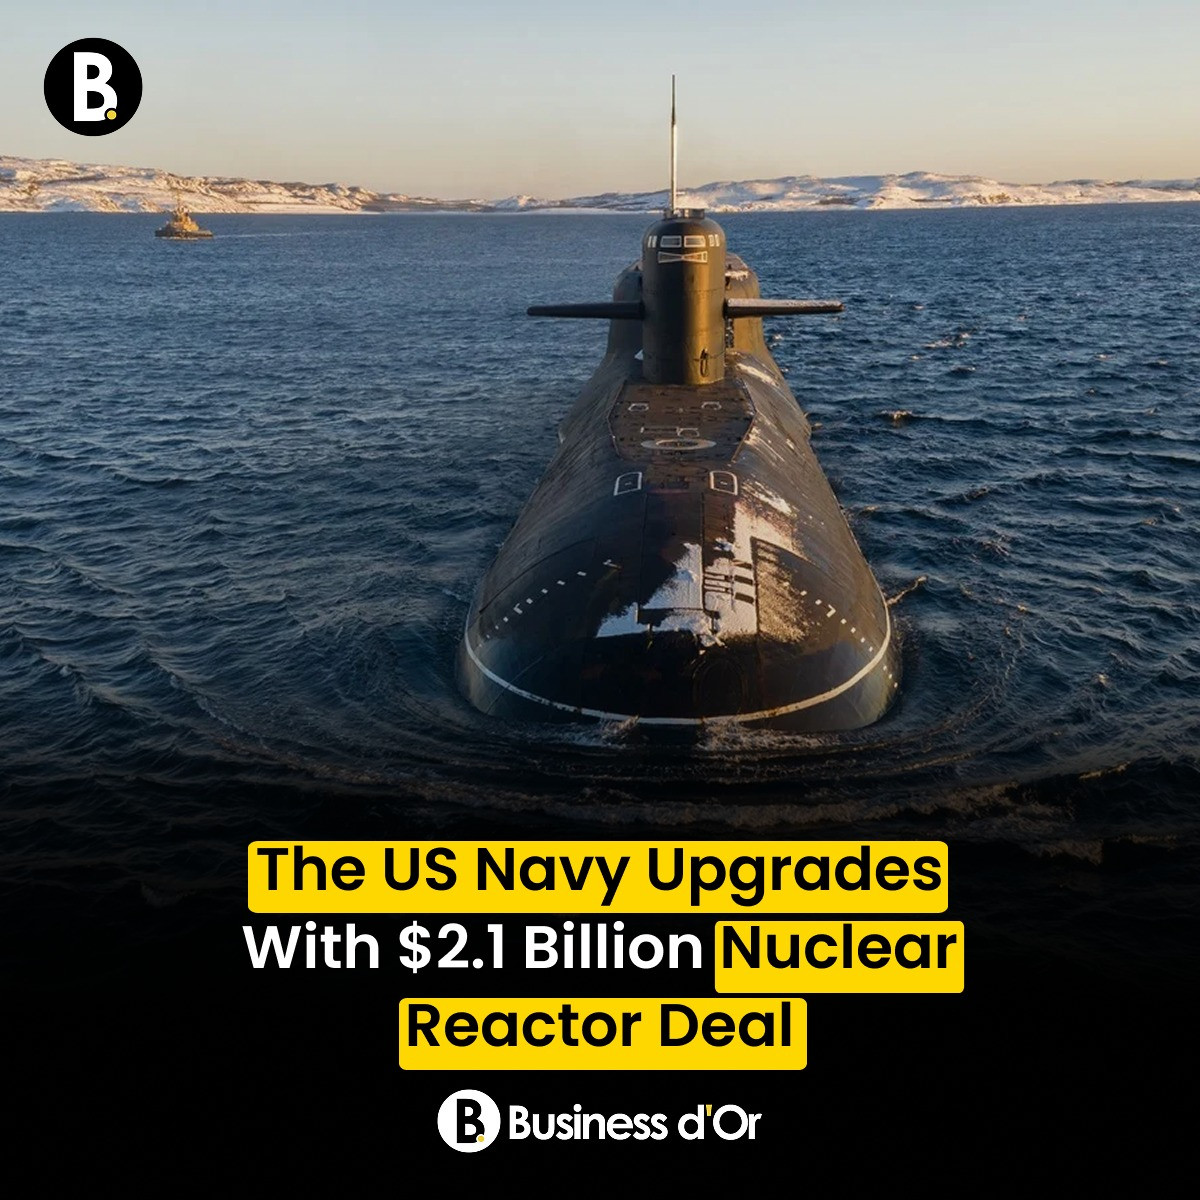 B.
The US Navy Upgrades
With $2.1 Billion Nuclear
Reactor Deal
B. Business d'Or